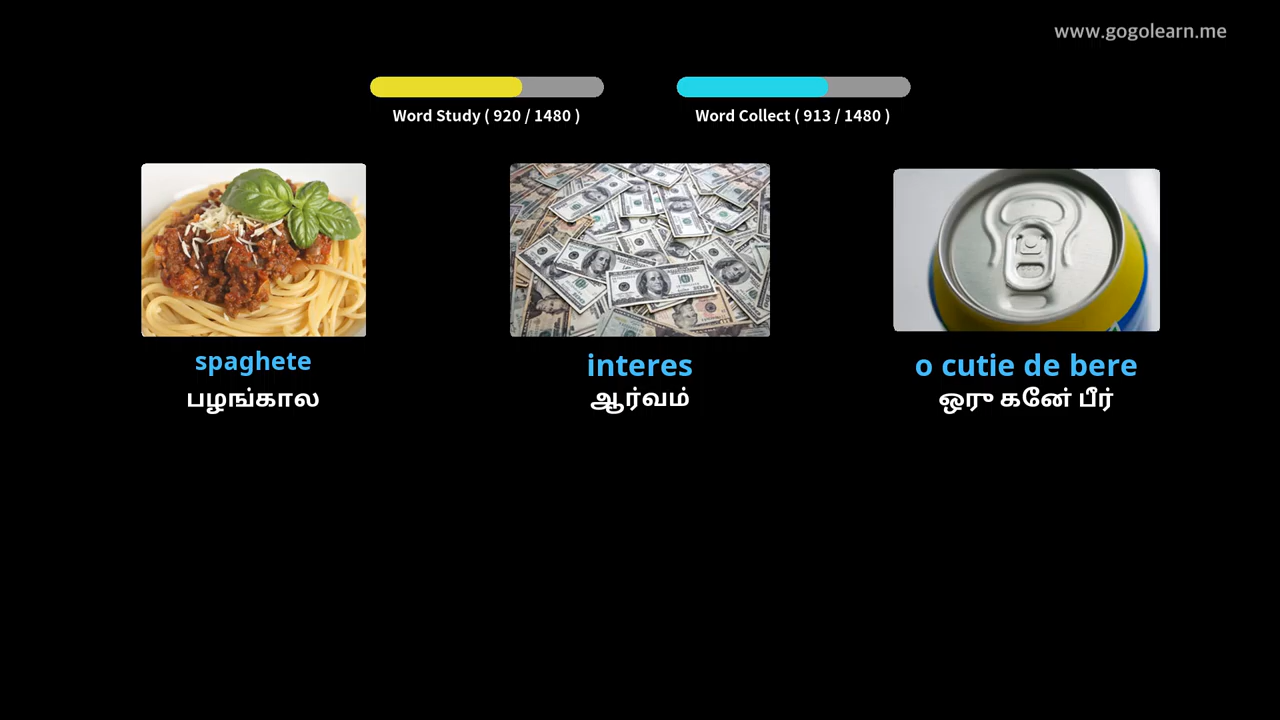 www.gogolearn.me
Word Study ( 920 / 1480 )
Word Collect ( 913 / 1480 )
spaghete
பழங்கால
interes
ஆர்வம்
o cutie de bere
ஒரு கனே் பீர்